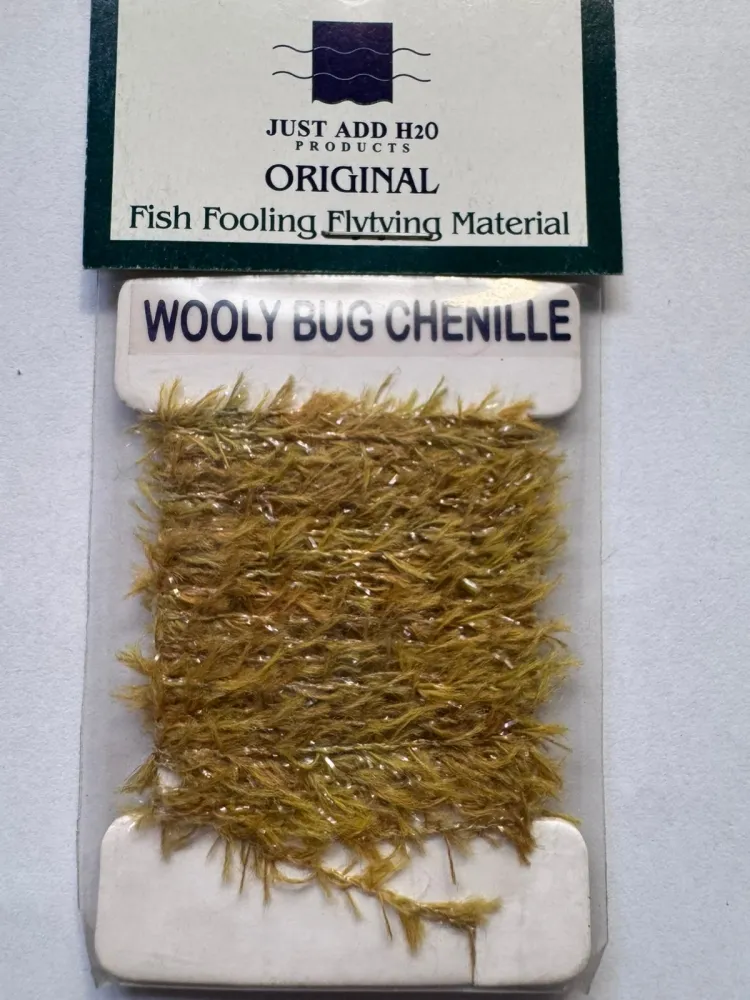 JUST ADD H2O
PRODUCTS
ORIGINAL
Fish Fooling Flytying Material
WOOLY BUG CHENILLE